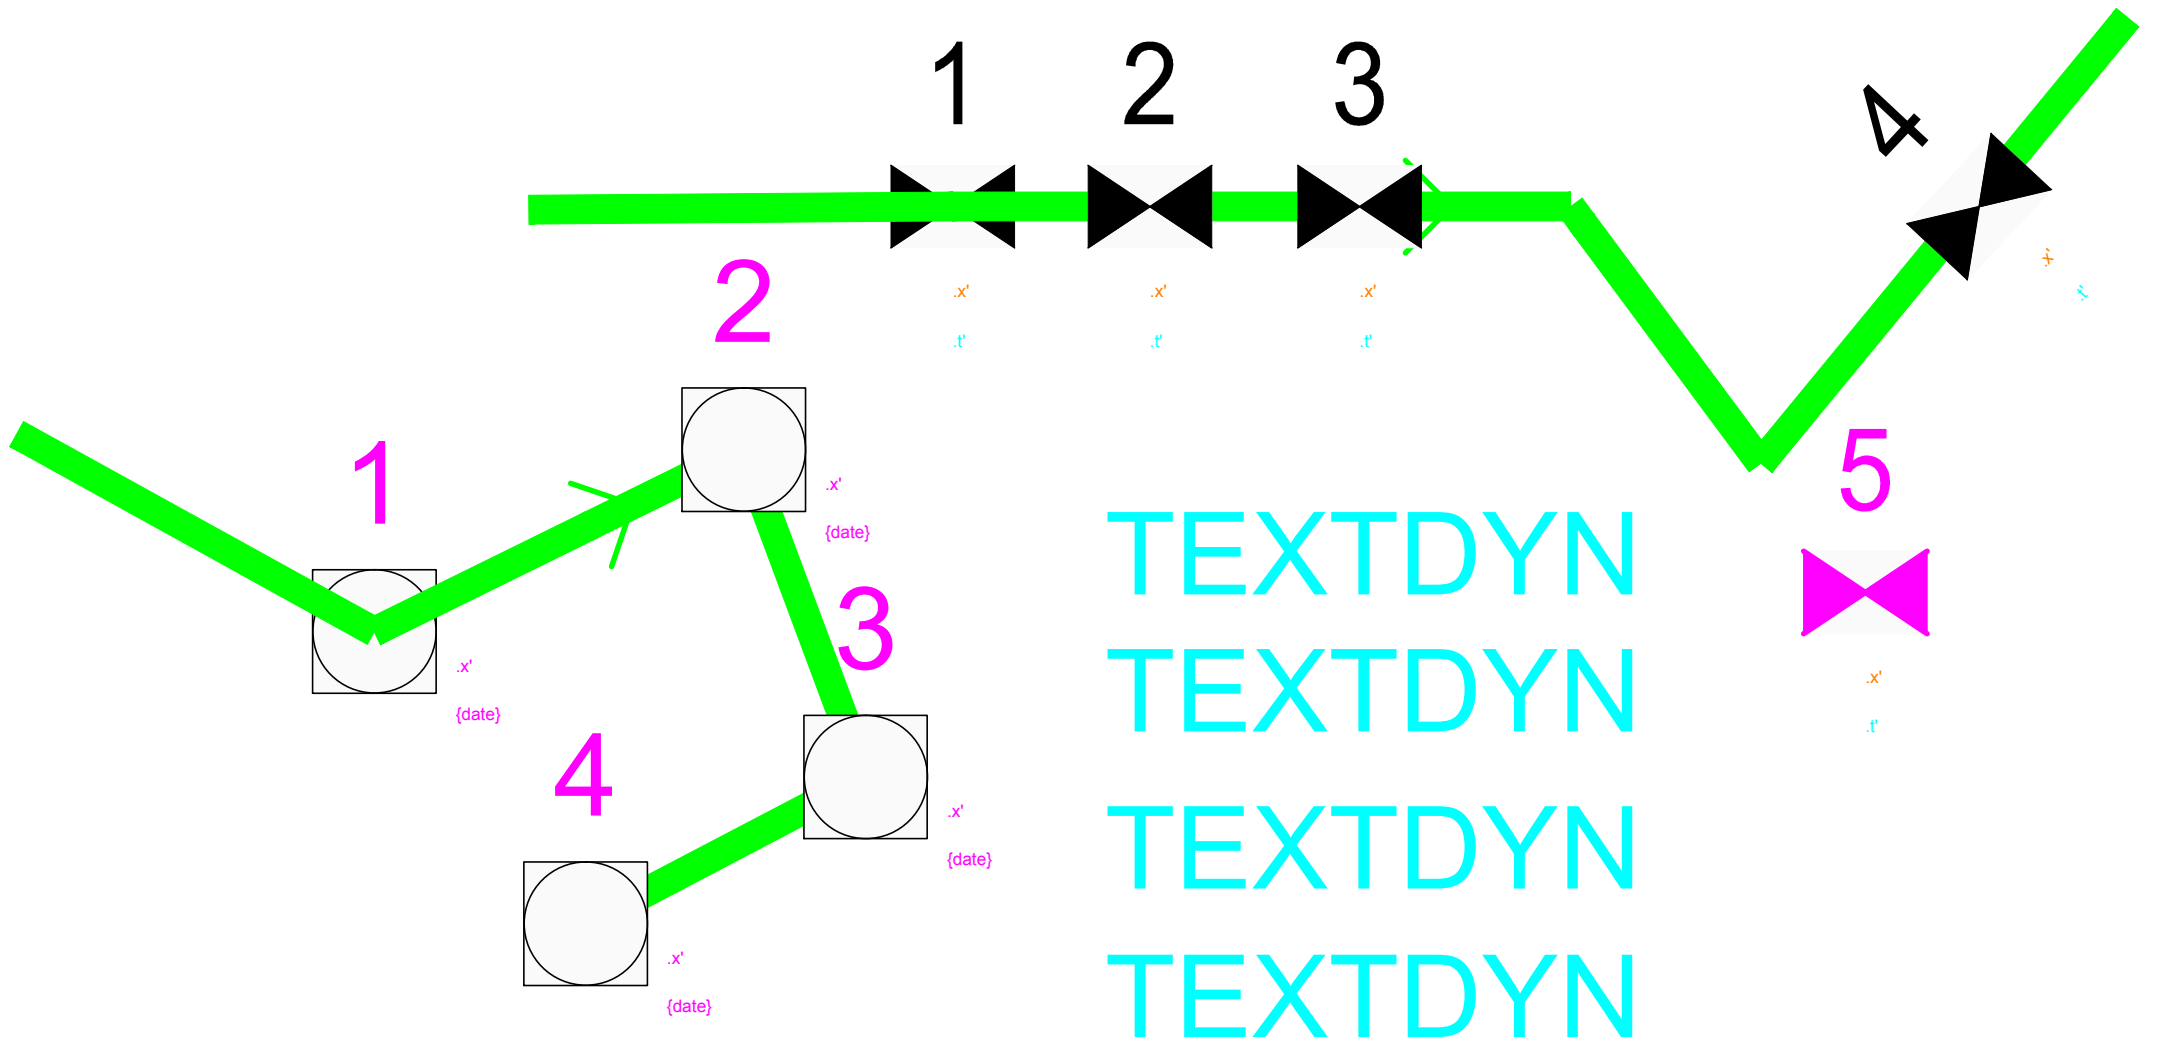 1
2
3
4
.x'
.t'
.x'
.t'
.x'
.t'
.x'
.t'
2
.x'
{date}
1
.x'
{date}
3
.x'
{date}
4
.x'
{date}
5
.x'
.t'
TEXTDYN
TEXTDYN
TEXTDYN
TEXTDYN